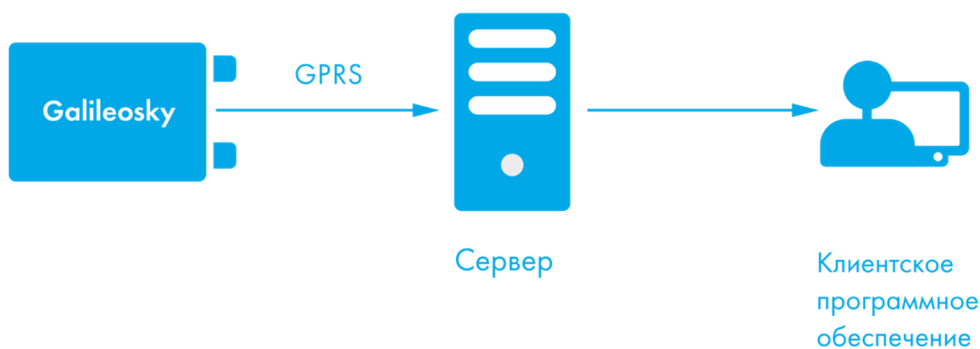 Galileosky
GPRS
Сервер
Клиентское
программное
обеспечение